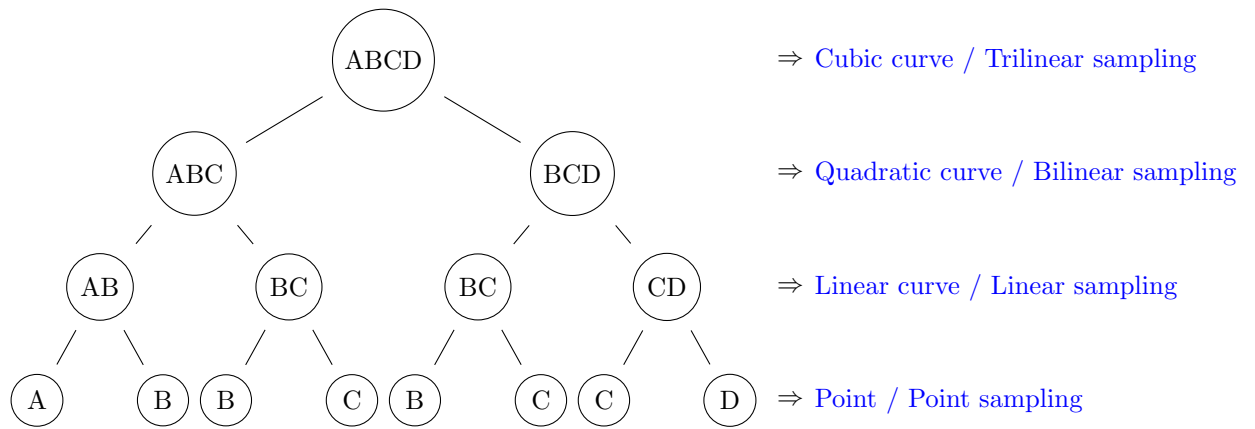 ABCD ⇒ Cubic curve / Trilinear sampling
ABC BCD ⇒ Quadratic curve / Bilinear sampling
AB BC BC CD ⇒ Linear curve / Linear sampling
A B B C B C C D ⇒ Point / Point sampling